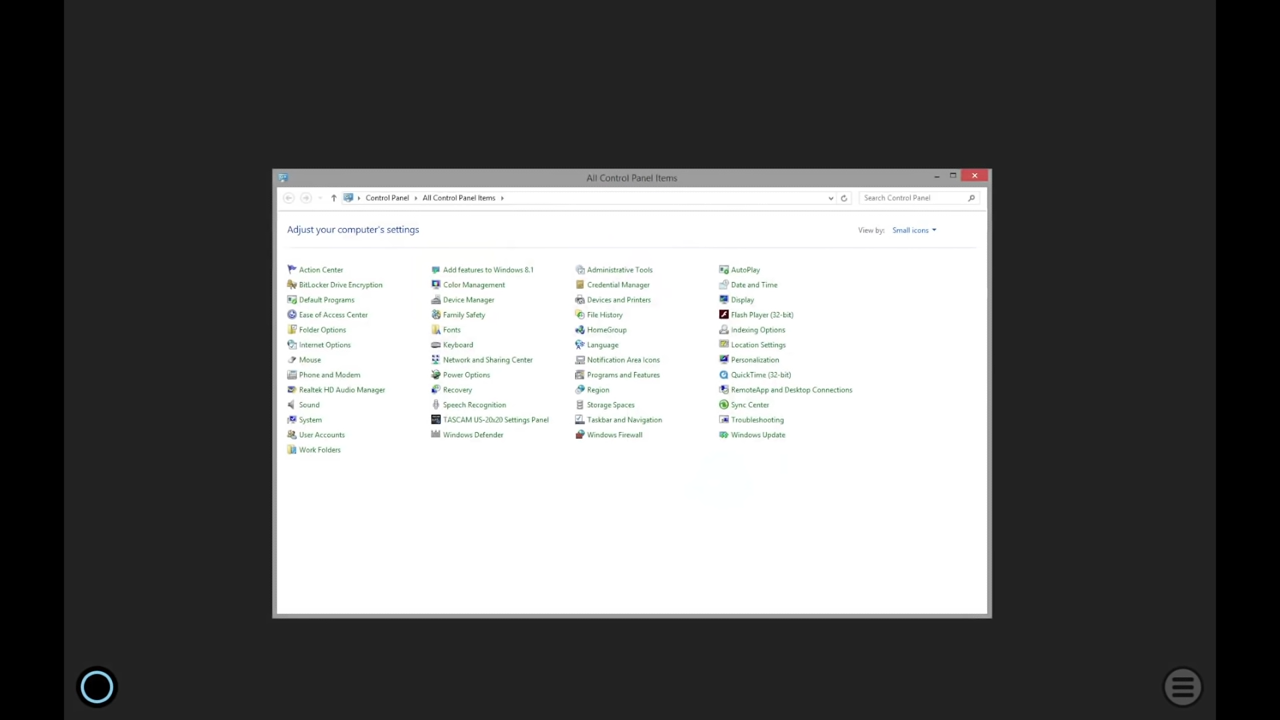 All Control Panel Items
Control Panel All Control Panel Items Search Control Panel
Adjust your computer's settings View by: Small icons
Action Center Add features to Windows 8.1 Administrative Tools AutoPlay
BitLocker Drive Encryption Color Management Credential Manager Date and Time
Default Programs Device Manager Devices and Printers Display
Ease of Access Center Family Safety File History Flash Player (32-bit)
Folder Options Fonts HomeGroup Indexing Options
Internet Options Keyboard Language Location Settings
Mouse Network and Sharing Center Notification Area Icons Personalization
Phone and Modem Power Options Programs and Features QuickTime (32-bit)
Realtek HD Audio Manager Recovery Region RemoteApp and Desktop Connections
Sound Speech Recognition Storage Spaces Sync Center
System TASCAM US-20x20 Settings Panel Taskbar and Navigation Troubleshooting
User Accounts Windows Defender Windows Firewall Windows Update
Work Folders